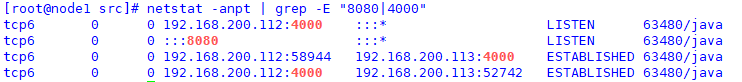 [root@node1 src]# netstat -anpt | grep -E "8080|4000"
tcp6 0 0 192.168.200.112:4000 :::* LISTEN 63480/java
tcp6 0 0 :::8080 :::* LISTEN 63480/java
tcp6 0 0 192.168.200.112:58944 192.168.200.113:4000 ESTABLISHED 63480/java
tcp6 0 0 192.168.200.112:4000 192.168.200.113:52742 ESTABLISHED 63480/java